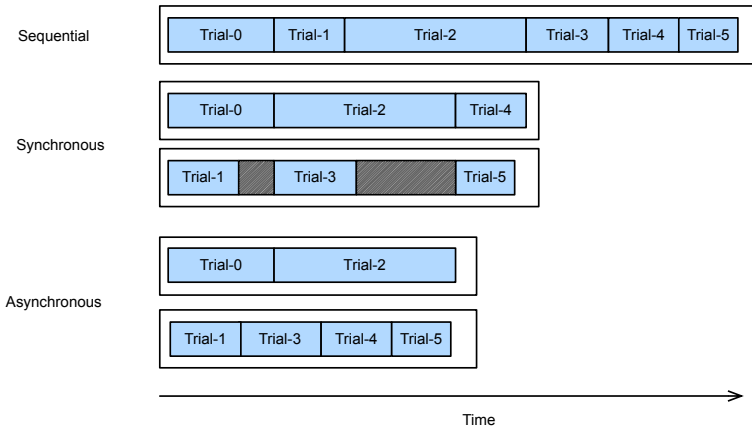 Sequential
Trial-0 Trial-1 Trial-2 Trial-3 Trial-4 Trial-5
Synchronous
Trial-0 Trial-2 Trial-4
Trial-1 Trial-3 Trial-5
Asynchronous
Trial-0 Trial-2
Trial-1 Trial-3 Trial-4 Trial-5
Time